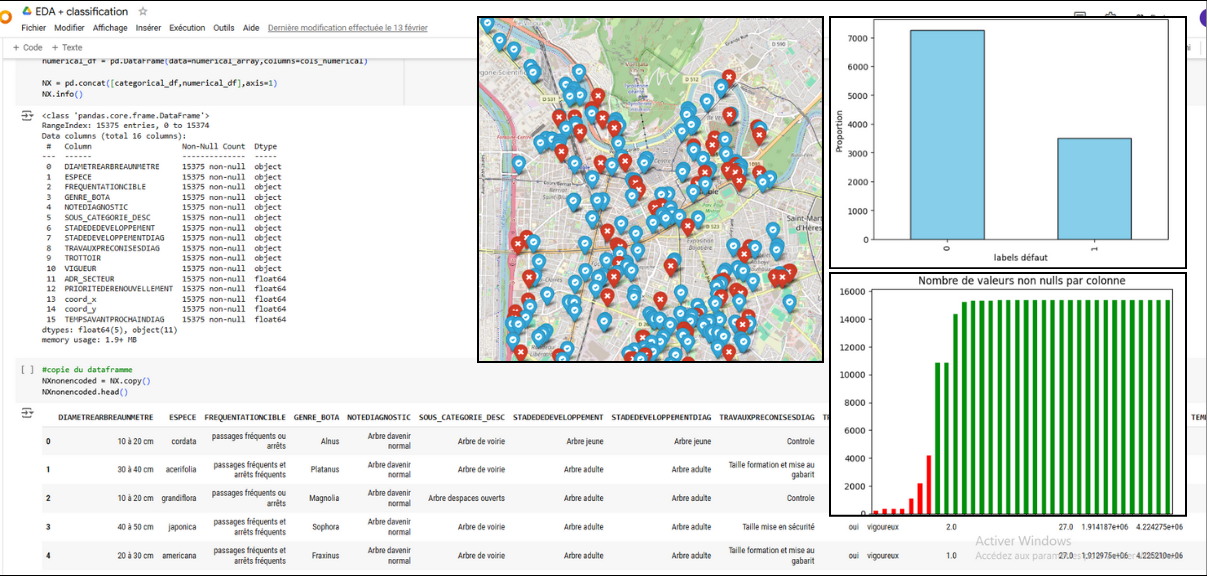 EDA + classification ☆
Fichier Modifier Affichage Insérer Exécution Outils Aide Dernière modification effectuée le 13 février
+ Code + Texte
numerical_df = pd.DataFrame(data=numerical_array,columns=cols_numerical)
NX = pd.concat([categorical_df,numerical_df],axis=1)
NX.info()
<class 'pandas.core.frame.DataFrame'>
RangeIndex: 15375 entries, 0 to 15374
Data columns (total 16 columns):
# Column Non-Null Count Dtype
--- ------ -------------- -----
0 DIAMETREARBREAUNMETRE 15375 non-null object
1 ESPECE 15375 non-null object
2 FREQUENTATIONCIBLE 15375 non-null object
3 GENRE_BOTA 15375 non-null object
4 NOTEDIAGNOSTIC 15375 non-null object
5 SOUS_CATEGORIE_DESC 15375 non-null object
6 STADEDEDEVELOPPEMENT 15375 non-null object
7 STADEDEVELOPPEMENTDIAG 15375 non-null object
8 TRAVAUXPRECONISESDIAG 15375 non-null object
9 TROTTOIR 15375 non-null object
10 VIGUEUR 15375 non-null object
11 ADR_SECTEUR 15375 non-null float64
12 PRIORITEDERENOUVELLEMENT 15375 non-null float64
13 coord_x 15375 non-null float64
14 coord_y 15375 non-null float64
15 TEMPSAVANTPROCHAINDIAG 15375 non-null float64
dtypes: float64(5), object(11)
memory usage: 1.9+ MB
[ ] #copie du dataframme
NXnonencoded = NX.copy()
NXnonencoded.head()
DIAMETREARBREAUNMETRE ESPECE FREQUENTATIONCIBLE GENRE_BOTA NOTEDIAGNOSTIC SOUS_CATEGORIE_DESC STADEDEDEVELOPPEMENT STADEDEVELOPPEMENTDIAG TRAVAUXPRECONISESDIAG
0 10 à 20 cm cordata passages fréquents ou arrêts Alnus Arbre davenir normal Arbre de voirie Arbre jeune Arbre jeune Controle
1 30 à 40 cm acerifolia passages fréquents et arrêts fréquents Platanus Arbre davenir normal Arbre de voirie Arbre adulte Arbre adulte Taille formation et mise au gabarit
2 10 à 20 cm grandiflora passages fréquents ou arrêts Magnolia Arbre davenir normal Arbre despaces ouverts Arbre adulte Arbre adulte Controle
3 40 à 50 cm japonica passages fréquents et arrêts fréquents Sophora Arbre davenir normal Arbre de voirie Arbre adulte Arbre adulte Taille mise en sécurité oui vigoureux 2.0 27.0 1.914187e+06 4.224275e+06
4 20 à 30 cm americana passages fréquents et arrêts fréquents Fraxinus Arbre davenir normal Arbre de voirie Arbre adulte Arbre adulte Taille formation et mise au gabarit oui vigoureux 1.0 27.0 1.912975e+06 4.225210e+06
D 590
D 512
D 531
D 523
Saint-Mart
d'Hères
7000
6000
5000
4000
3000
2000
1000
0
Proportion
0 1
labels défaut
Nombre de valeurs non nulls par colonne
16000
14000
12000
10000
8000
6000
4000
2000
0
Activer Windows